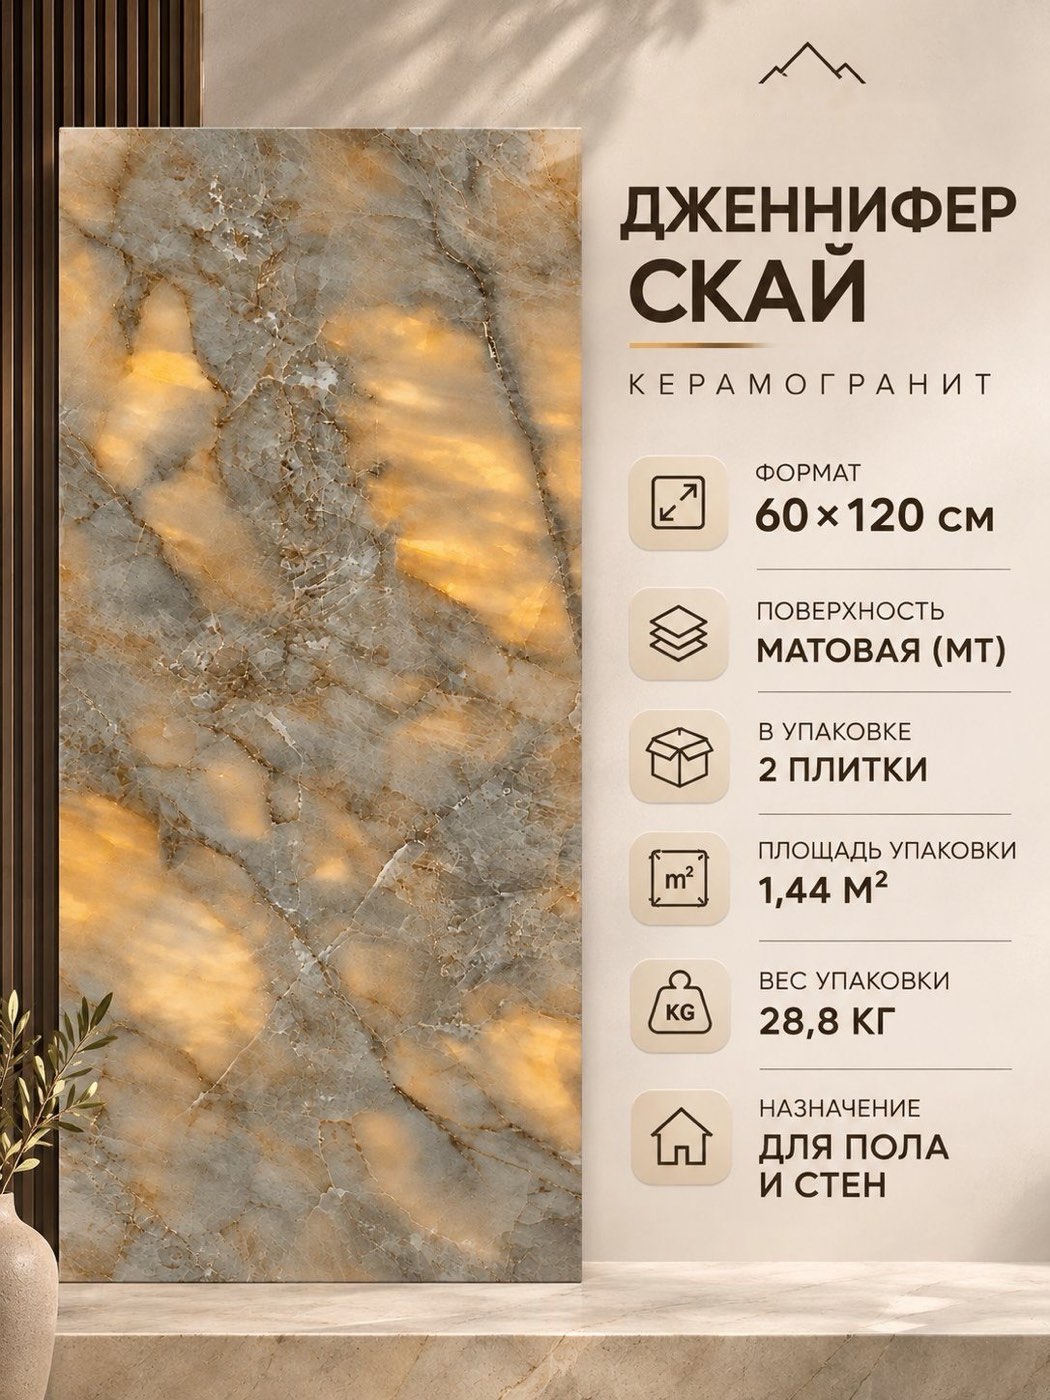 ДЖЕННИФЕР
СКАЙ
КЕРАМОГРАНИТ
ФОРМАТ
60×120 СМ
ПОВЕРХНОСТЬ
МАТОВАЯ (МТ)
В УПАКОВКЕ
2 ПЛИТКИ
m²
ПЛОЩАДЬ УПАКОВКИ
1,44 М²
KG
ВЕС УПАКОВКИ
28,8 КГ
НАЗНАЧЕНИЕ
ДЛЯ ПОЛА
И СТЕН